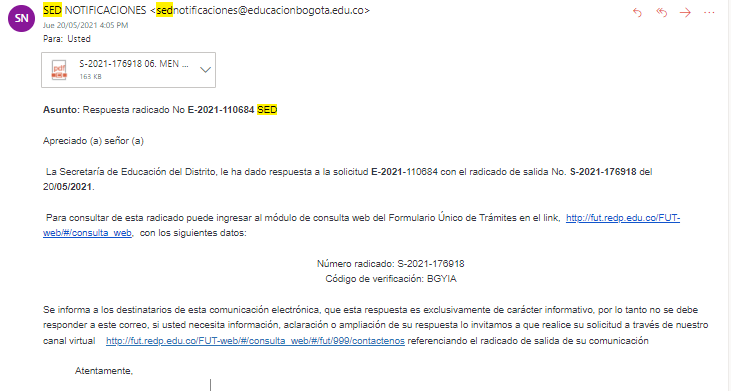 SN
SED NOTIFICACIONES <sednotificaciones@educacionbogota.edu.co>
Jue 20/05/2021 4:05 PM
Para: Usted
S-2021-176918 06. MEN ...
pdf
163 KB
Asunto: Respuesta radicado No E-2021-110684 SED
Apreciado (a) señor (a)
La Secretaría de Educación del Distrito, le ha dado respuesta a la solicitud E-2021-110684 con el radicado de salida No. S-2021-176918 del
20/05/2021.
Para consultar de esta radicado puede ingresar al módulo de consulta web del Formulario Único de Trámites en el link, http://fut.redp.edu.co/FUT-
web/#/consulta_web, con los siguientes datos:
Número radicado: S-2021-176918
Código de verificación: BGYIA
Se informa a los destinatarios de esta comunicación electrónica, que esta respuesta es exclusivamente de carácter informativo, por lo tanto no se debe
responder a este correo, si usted necesita información, aclaración o ampliación de su respuesta lo invitamos a que realice su solicitud a través de nuestro
canal virtual http://fut.redp.edu.co/FUT-web/#/consulta_web/#/fut/999/contactenos referenciando el radicado de salida de su comunicación
Atentamente,